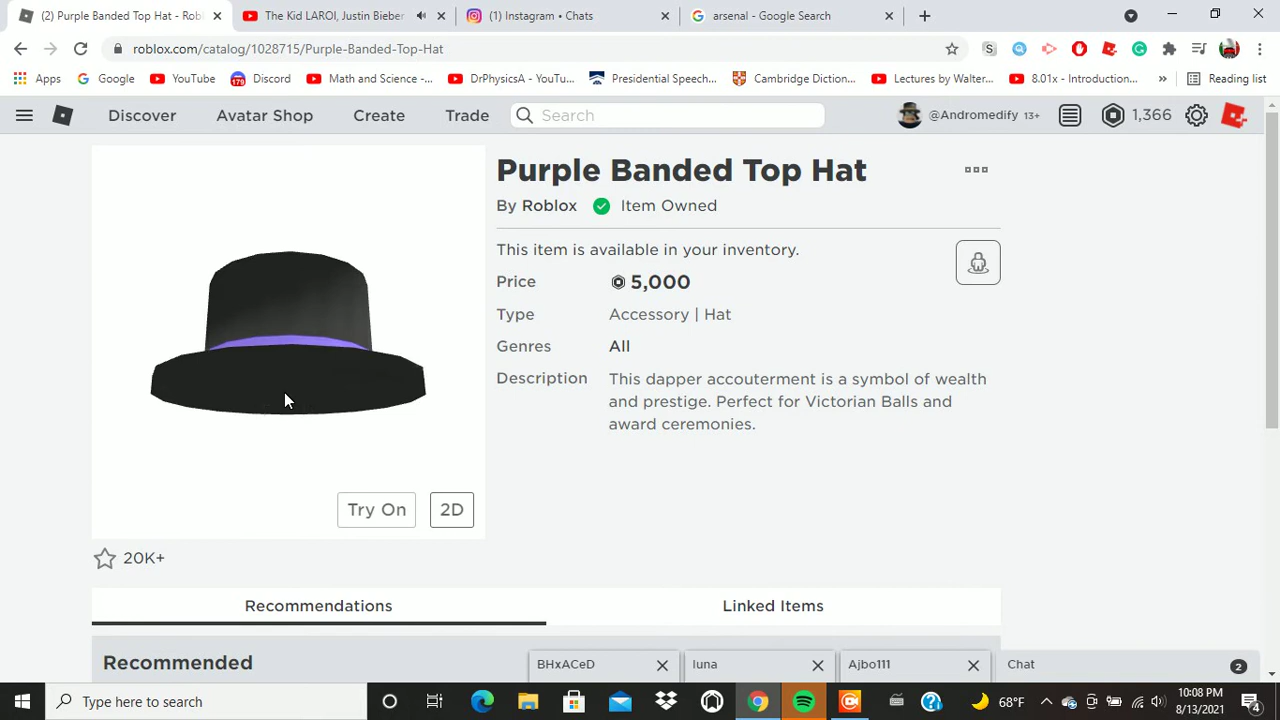 (2) Purple Banded Top Hat - Robl
The Kid LAROI, Justin Bieber
(1) Instagram • Chats
arsenal - Google Search
roblox.com/catalog/1028715/Purple-Banded-Top-Hat
Apps
Google
YouTube
179
Discord
Math and Science -...
DrPhysicsA - YouTu...
Presidential Speech...
Cambridge Diction...
Lectures by Walter...
8.01x - Introduction...
»
Reading list
Discover
Avatar Shop
Create
Trade
Search
@Andromedify 13+
1,366
Purple Banded Top Hat
By Roblox
Item Owned
This item is available in your inventory.
Price
5,000
Type
Accessory | Hat
Genres
All
Description
This dapper accouterment is a symbol of wealth
and prestige. Perfect for Victorian Balls and
award ceremonies.
Try On
2D
20K+
Recommendations
Linked Items
Recommended
BHxACeD
luna
Ajbo111
Chat
2
Type here to search
68°F
10:08 PM
8/13/2021
4